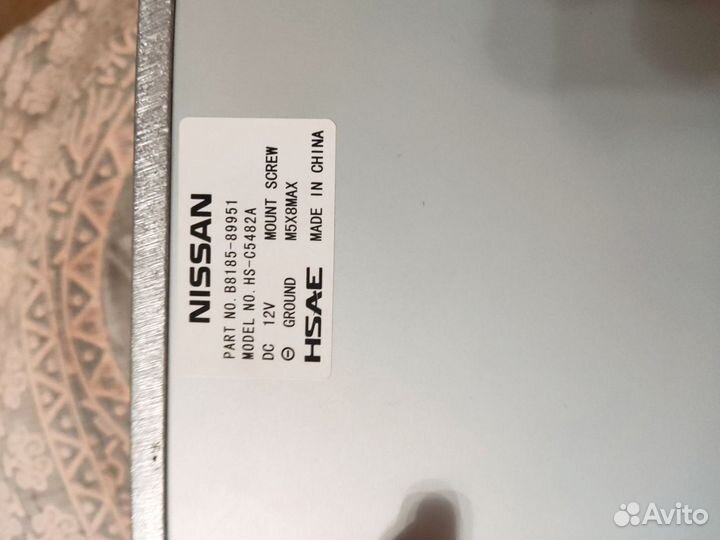 NISSAN
PART NO. B8185-89951
MODEL NO. HS-C5482A
DC 12V MOUNT SCREW
⊖ GROUND M5X8MAX
HSAE MADE IN CHINA
Avito